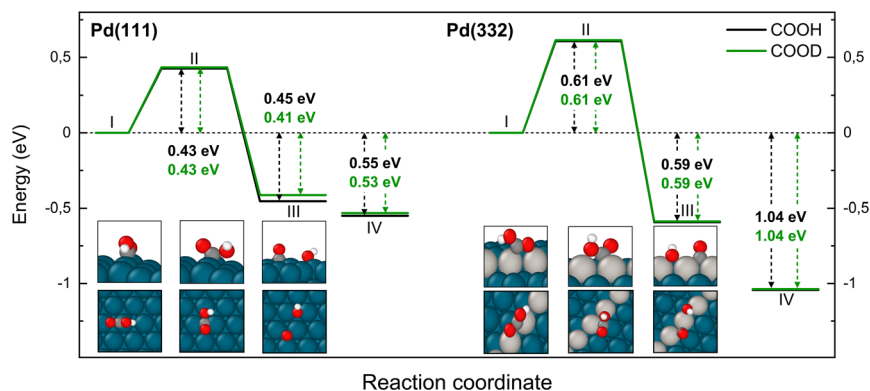 Pd(111)
Pd(332)
COOH
COOD
Energy (eV)
0,5
0
-0,5
-1
I
II
0.43 eV
0.43 eV
0.45 eV
0.41 eV
III
0.55 eV
0.53 eV
IV
I
II
0.61 eV
0.61 eV
0.59 eV
0.59 eV
III
1.04 eV
1.04 eV
IV
0,5
0
-0,5
-1
Reaction coordinate